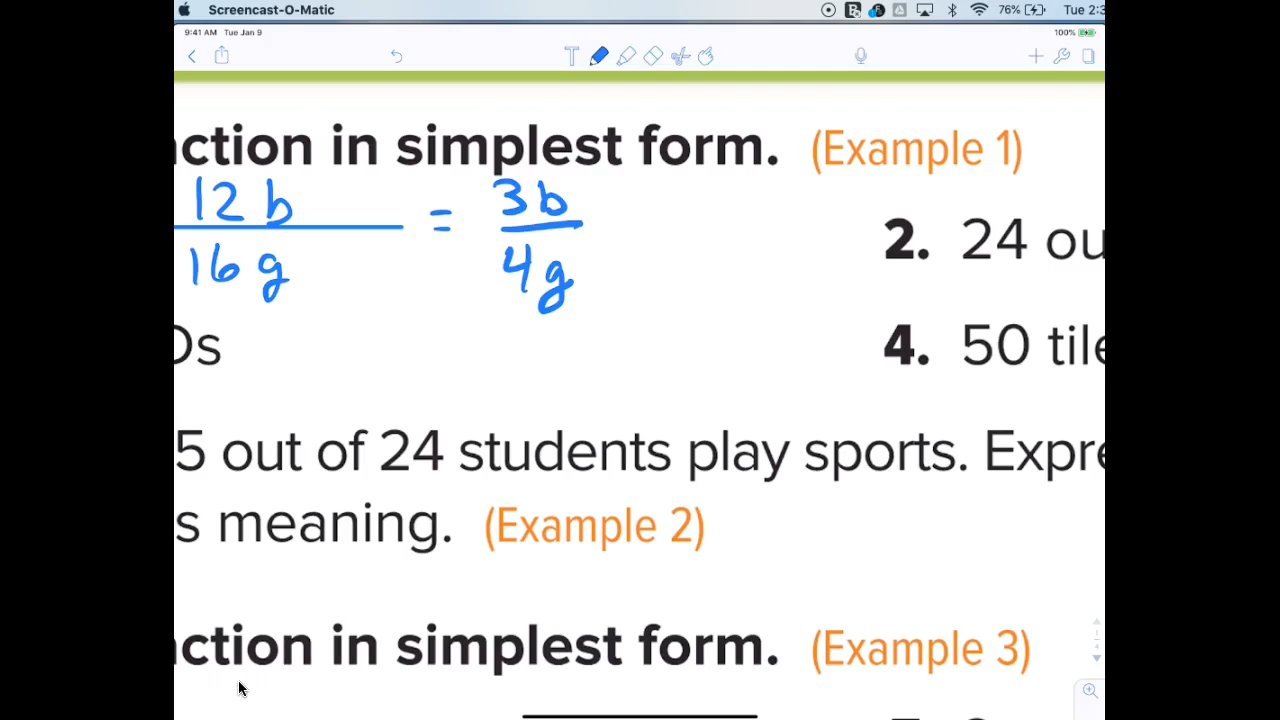 Screencast-O-Matic 76% Tue 2:3
9:41 AM Tue Jan 9 100%
T
action in simplest form. (Example 1)
12 b = 3b
16 g 4g
2. 24 ou
Ds
4. 50 tile
5 out of 24 students play sports. Expre
s meaning. (Example 2)
action in simplest form. (Example 3)